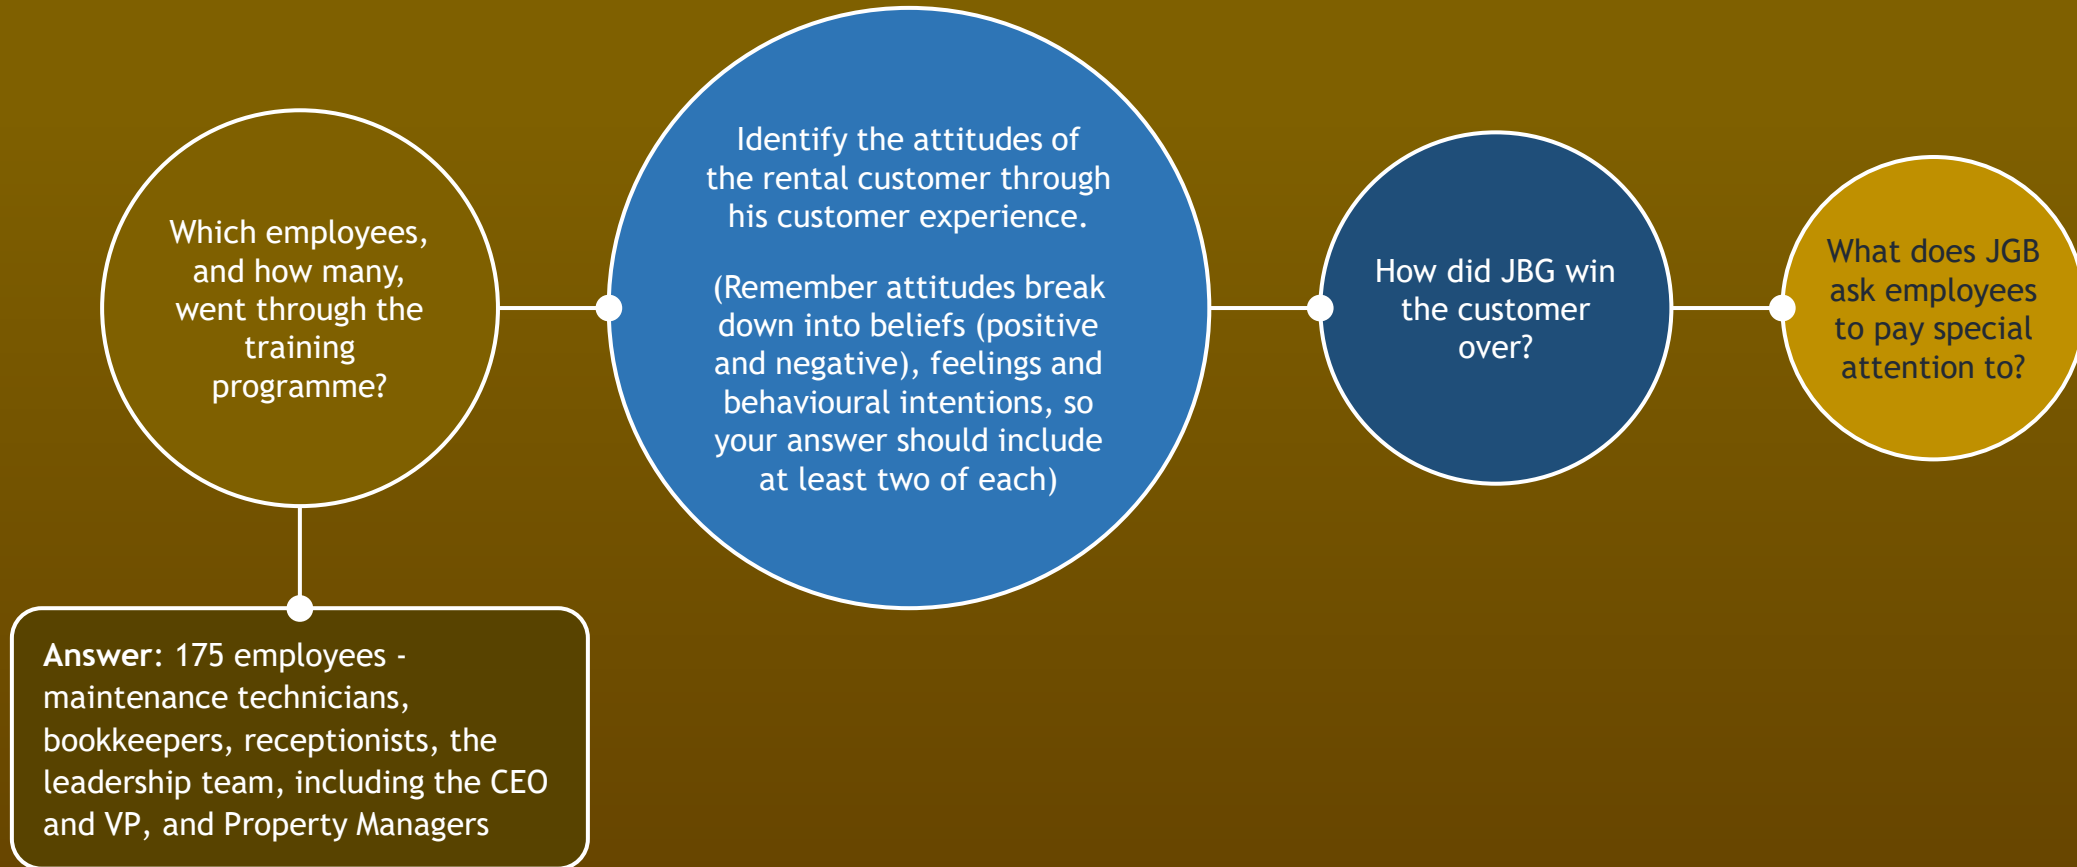 Which employees,
and how many,
went through the
training
programme?
Answer: 175 employees -
maintenance technicians,
bookkeepers, receptionists, the
leadership team, including the CEO
and VP, and Property Managers
Identify the attitudes of
the rental customer through
his customer experience.
(Remember attitudes break
down into beliefs (positive
and negative), feelings and
behavioural intentions, so
your answer should include
at least two of each)
How did JBG win
the customer
over?
What does JGB
ask employees
to pay special
attention to?